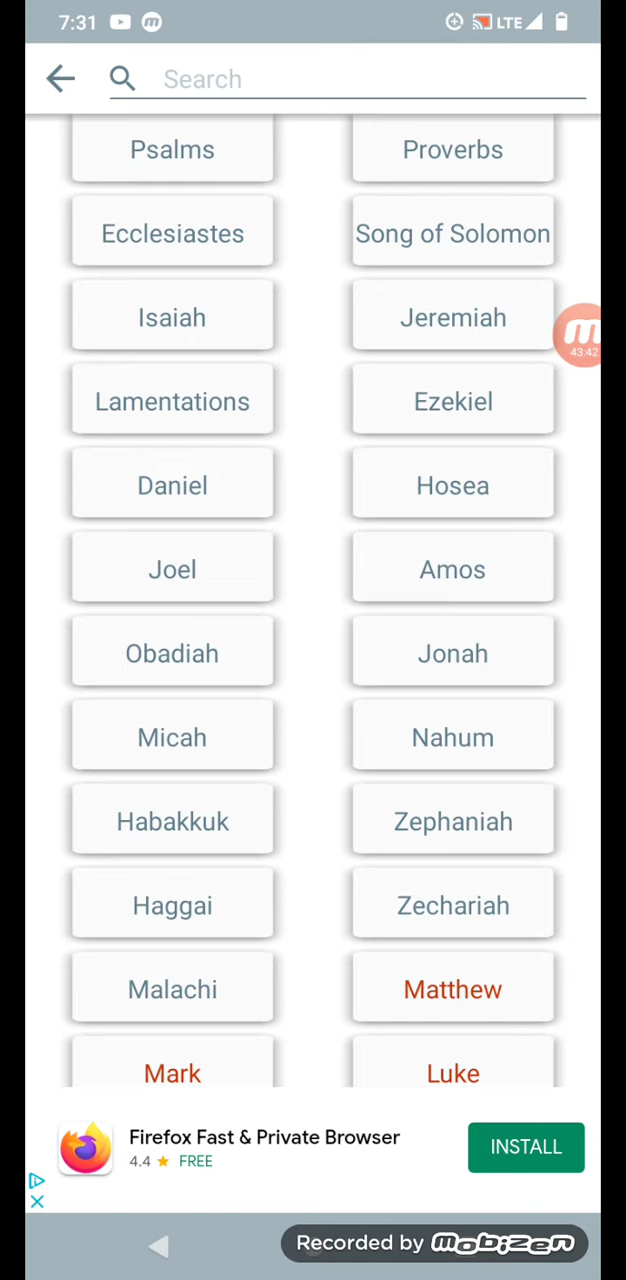 7:31 m LTE
Search
Psalms Proverbs
Ecclesiastes Song of Solomon
Isaiah Jeremiah
m
43:42
Lamentations Ezekiel
Daniel Hosea
Joel Amos
Obadiah Jonah
Micah Nahum
Habakkuk Zephaniah
Haggai Zechariah
Malachi Matthew
Mark Luke
Firefox Fast & Private Browser
4.4 ★ FREE
INSTALL
Recorded by mobizen